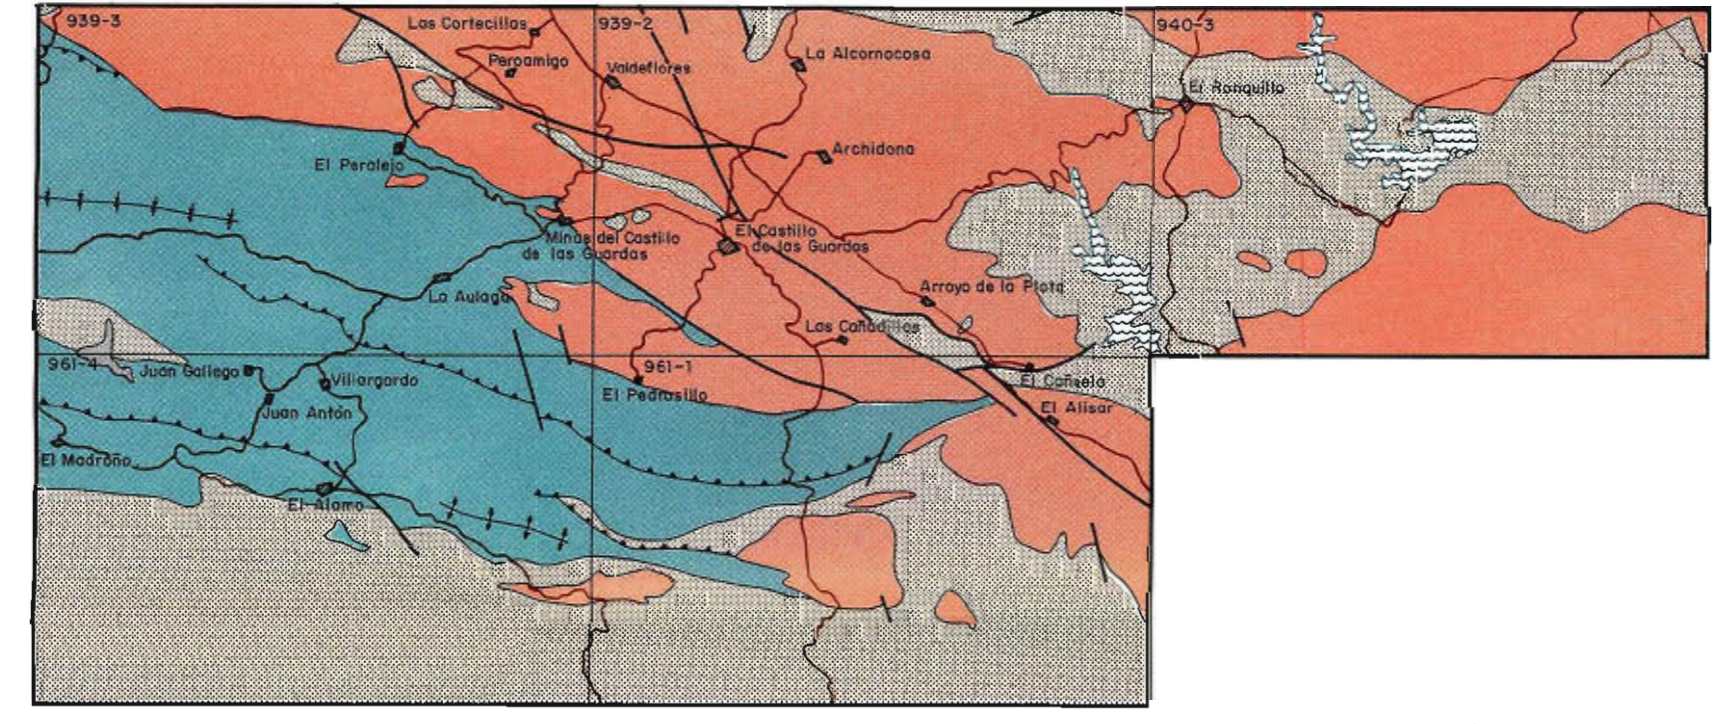 939-3
Las Cortecillas
939-2
940-3
Peroamigo
Valdeflores
La Alcornocosa
El Ronquillo
El Peralejo
Archidona
Minas del Castillo
de las Guardas
El Castillo
de las Guardas
La Aulaga
Arroyo de la Plata
Las Cañadillas
961-4
Juan Gallego
Villargordo
961-1
El Pedrosillo
El Cañuelo
Juan Antón
El Alisar
El Madroño
El Alamo